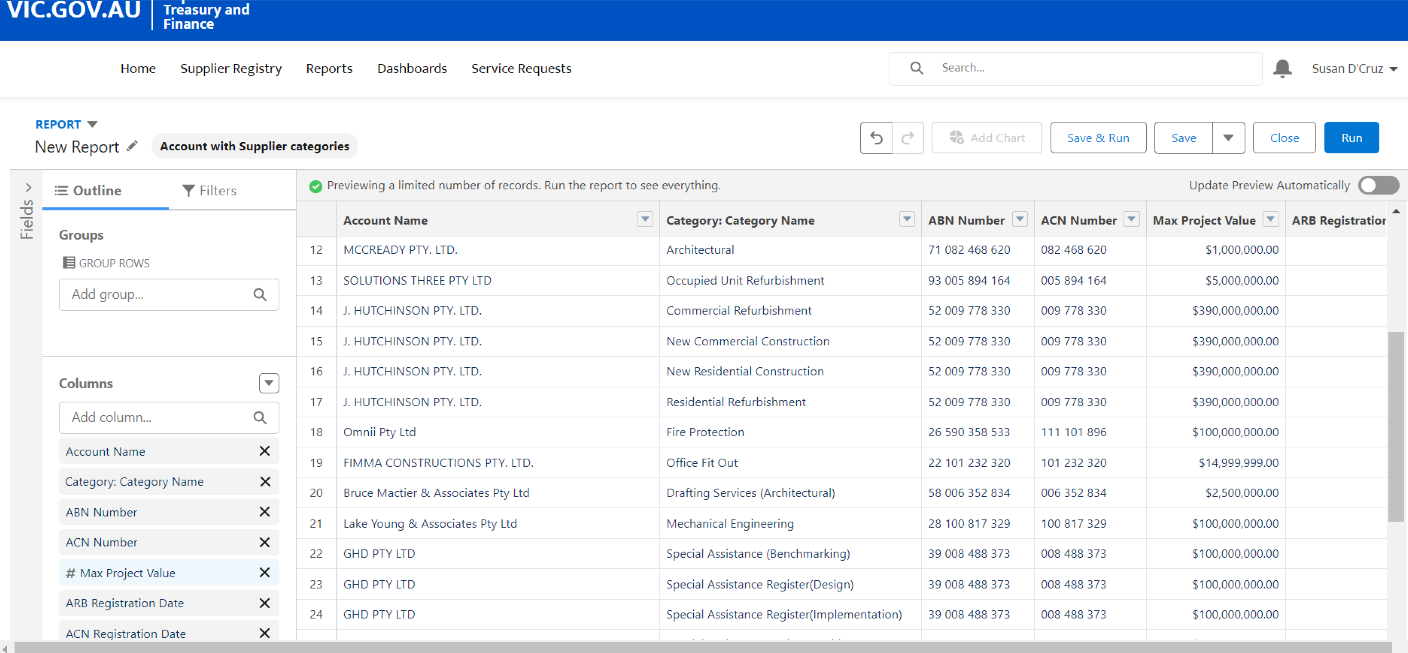 VIC.GOV.AU
Treasury and
Finance
Home Supplier Registry Reports Dashboards Service Requests
Search...
Susan D'Cruz
REPORT
New Report
Account with Supplier categories
Add Chart
Save & Run
Save
Close
Run
Fields
Outline
Filters
Previewing a limited number of records. Run the report to see everything.
Update Preview Automatically
Groups
GROUP ROWS
Add group...
Columns
Add column...
Account Name
Category: Category Name
ABN Number
ACN Number
# Max Project Value
ARB Registration Date
ACN Registration Date
Account Name Category: Category Name ABN Number ACN Number Max Project Value ARB Registration
12 MCCREADY PTY. LTD. Architectural 71 082 468 620 082 468 620 $1,000,000.00
13 SOLUTIONS THREE PTY LTD Occupied Unit Refurbishment 93 005 894 164 005 894 164 $5,000,000.00
14 J. HUTCHINSON PTY. LTD. Commercial Refurbishment 52 009 778 330 009 778 330 $390,000,000.00
15 J. HUTCHINSON PTY. LTD. New Commercial Construction 52 009 778 330 009 778 330 $390,000,000.00
16 J. HUTCHINSON PTY. LTD. New Residential Construction 52 009 778 330 009 778 330 $390,000,000.00
17 J. HUTCHINSON PTY. LTD. Residential Refurbishment 52 009 778 330 009 778 330 $390,000,000.00
18 Omnii Pty Ltd Fire Protection 26 590 358 533 111 101 896 $100,000,000.00
19 FIMMA CONSTRUCTIONS PTY. LTD. Office Fit Out 22 101 232 320 101 232 320 $14,999,999.00
20 Bruce Mactier & Associates Pty Ltd Drafting Services (Architectural) 58 006 352 834 006 352 834 $2,500,000.00
21 Lake Young & Associates Pty Ltd Mechanical Engineering 28 100 817 329 100 817 329 $100,000,000.00
22 GHD PTY LTD Special Assistance (Benchmarking) 39 008 488 373 008 488 373 $100,000,000.00
23 GHD PTY LTD Special Assistance Register(Design) 39 008 488 373 008 488 373 $100,000,000.00
24 GHD PTY LTD Special Assistance Register(Implementation) 39 008 488 373 008 488 373 $100,000,000.00